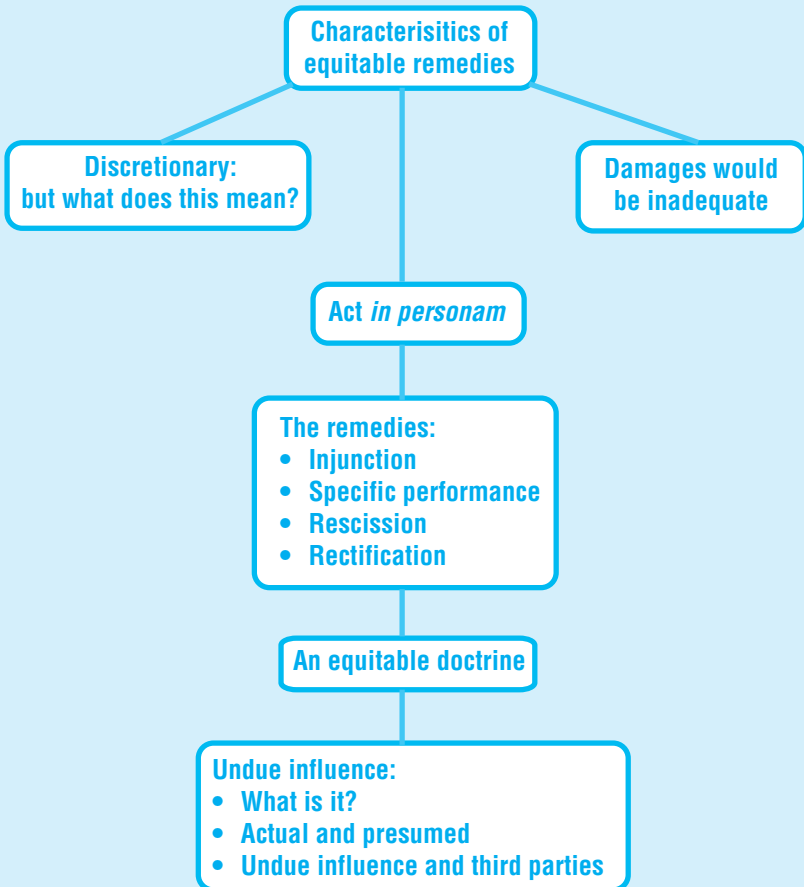 Characterisitics of
equitable remedies
Discretionary:
but what does this mean?
Damages would
be inadequate
Act in personam
The remedies:
• Injunction
• Specific performance
• Rescission
• Rectification
An equitable doctrine
Undue influence:
• What is it?
• Actual and presumed
• Undue influence and third parties